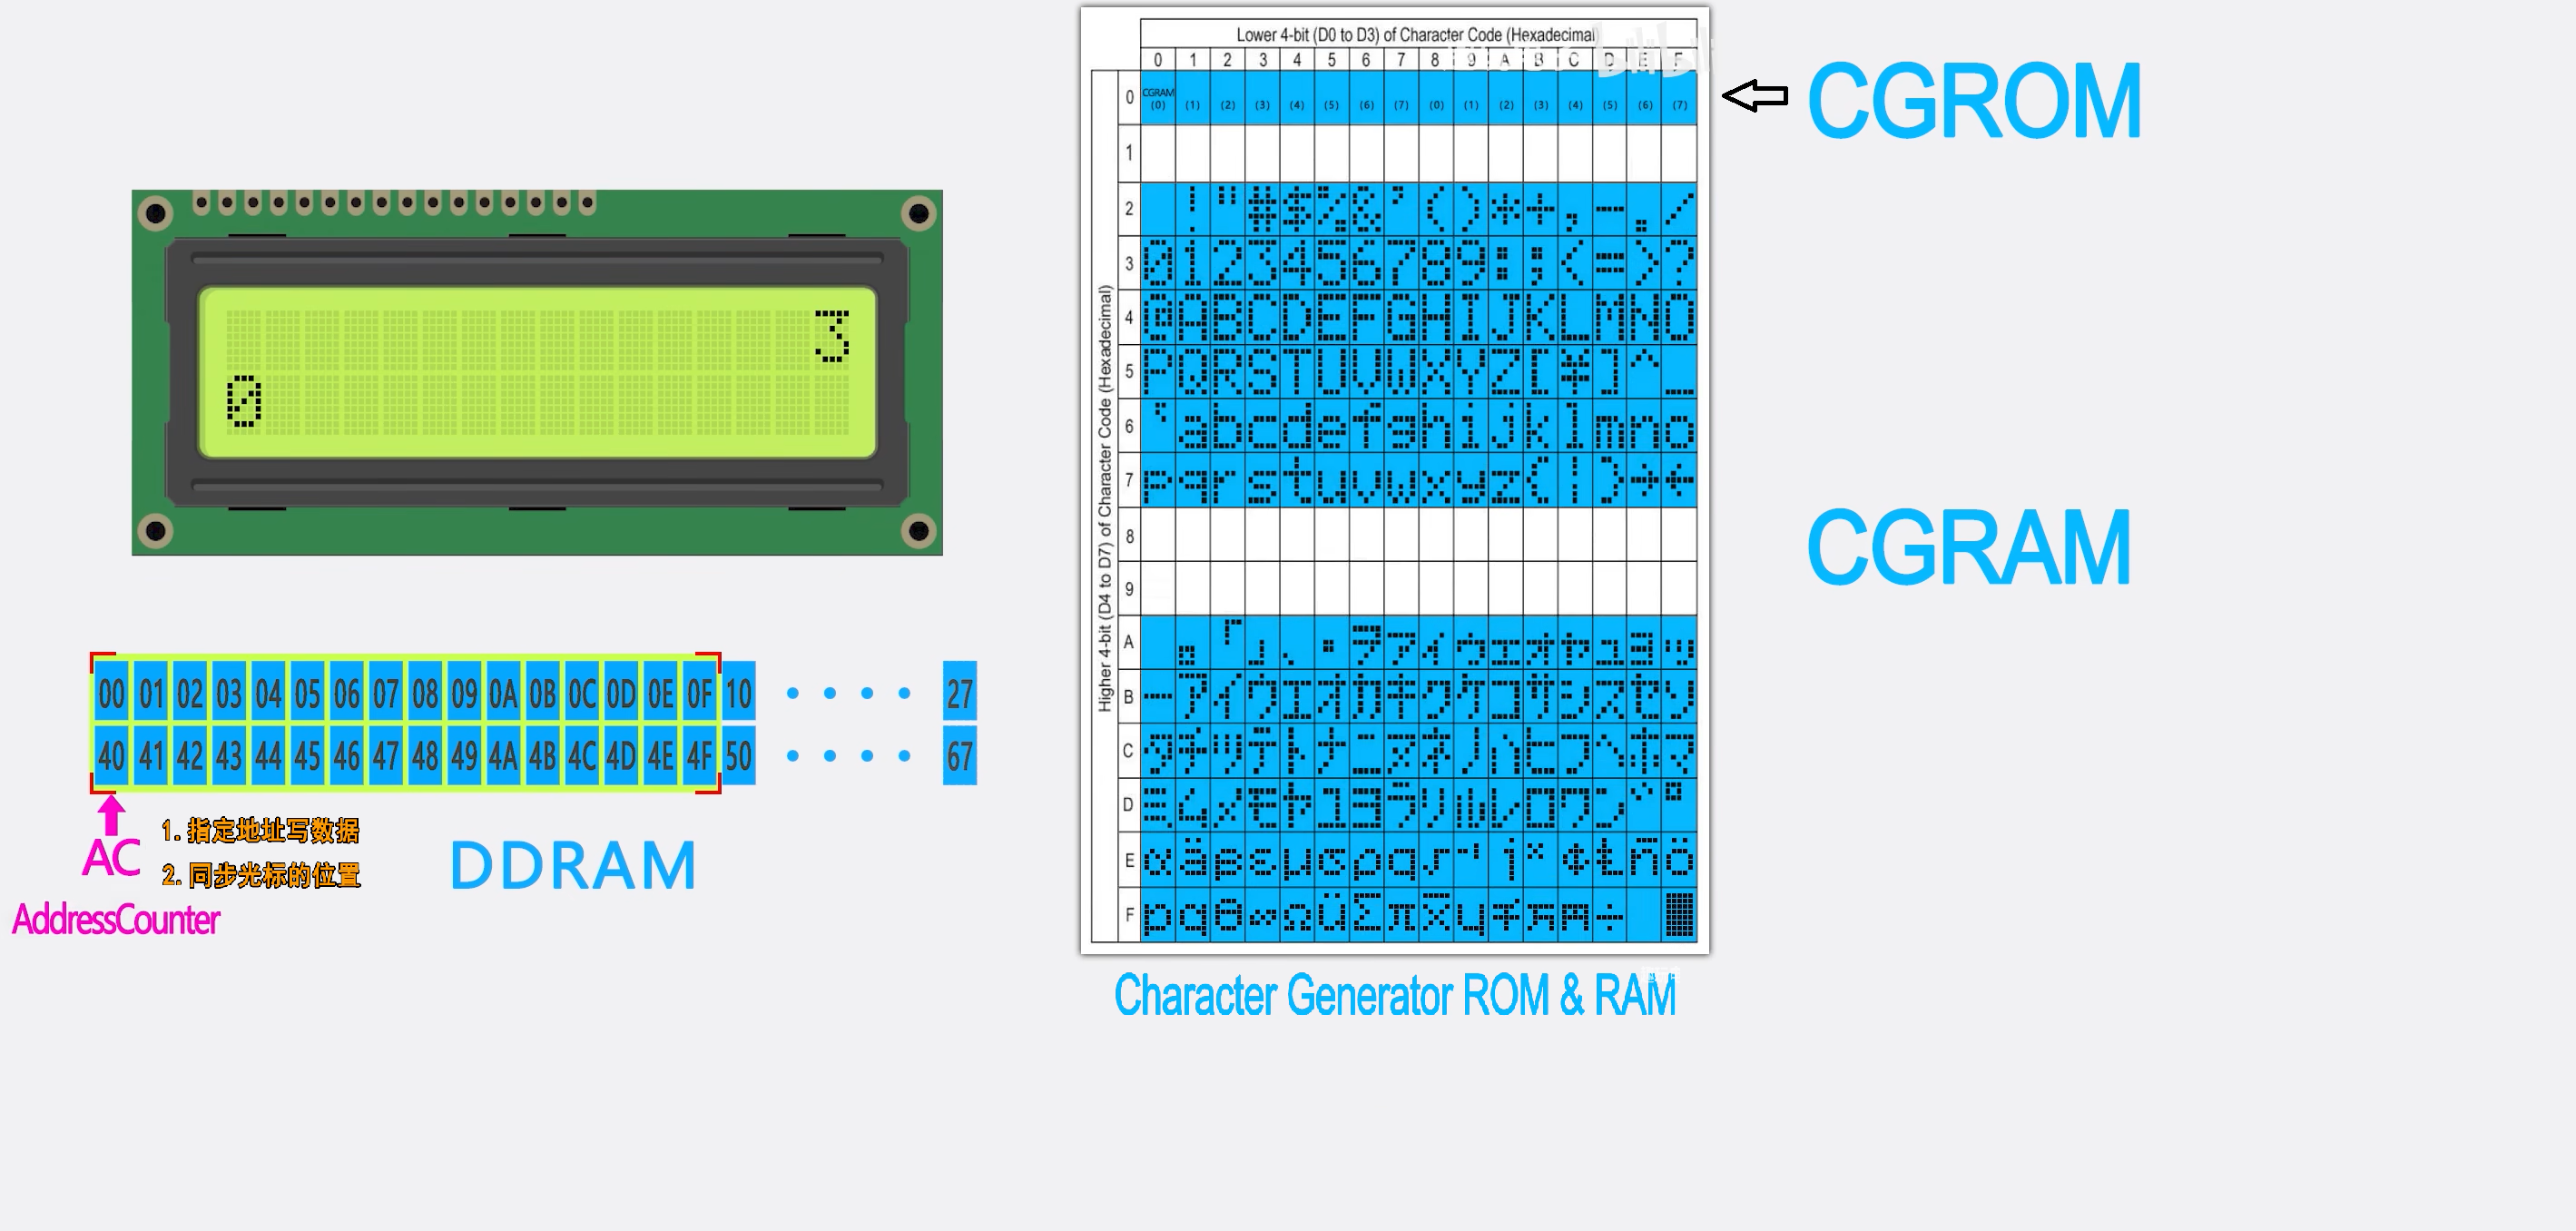 3
0
00 01 02 03 04 05 06 07 08 09 0A 0B 0C 0D 0E 0F 10 27
40 41 42 43 44 45 46 47 48 49 4A 4B 4C 4D 4E 4F 50 67
AC
1. 指定地址写数据
2. 同步光标的位置
DDRAM
AddressCounter
Lower 4-bit (D0 to D3) of Character Code (Hexadecimal)
0 1 2 3 4 5 6 7 8 9 A B C D E F
Higher 4-bit (D4 to D7) of Character Code (Hexadecimal)
0 CGRAM (0) (1) (2) (3) (4) (5) (6) (7) (0) (1) (2) (3) (4) (5) (6) (7)
1
2 ! " # $ % & ' ( ) * + , - . /
3 0 1 2 3 4 5 6 7 8 9 : ; < = > ?
4 @ A B C D E F G H I J K L M N O
5 P Q R S T U V W X Y Z [ ¥ ] ^ _
6 ` a b c d e f g h i j k l m n o
7 p q r s t u v w x y z { | } → ←
8
9
A 。 「 」 、 ・ ヲ ァ ィ ゥ ェ ォ ャ ュ ョ ッ
B ー ア イ ウ エ オ カ キ ク ケ コ サ シ ス セ ソ
C タ チ ツ テ ト ナ ニ ヌ ネ ノ ハ ヒ フ ヘ ホ マ
D ミ ム メ モ ヤ ユ ヨ ラ リ ル レ ロ ワ ン ゛ ゜
E α ä β ε μ σ ρ q √ ⁻¹ j ˣ ¢ Ł ñ ö
F p q θ ∞ Ω ü Σ π x̄ y 千 万 円 ÷ █
Character Generator ROM & RAM
CGROM
CGRAM
bilibili